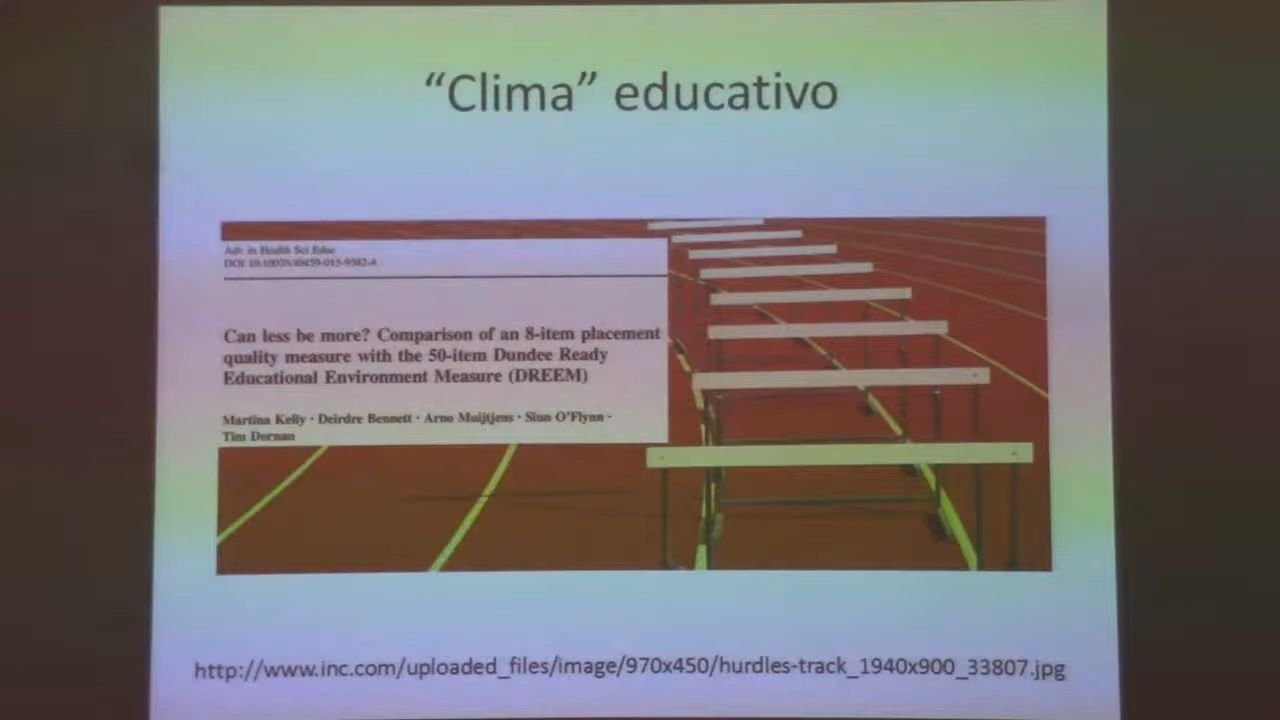 “Clima” educativo
Adv in Health Sci Educ
DOI 10.1007/s10459-015-9582-4
Can less be more? Comparison of an 8-item placement
quality measure with the 50-item Dundee Ready
Educational Environment Measure (DREEM)
Martina Kelly · Deirdre Bennett · Arno Muijtjens · Siun O’Flynn ·
Tim Dornan
http://www.inc.com/uploaded_files/image/970x450/hurdles-track_1940x900_33807.jpg